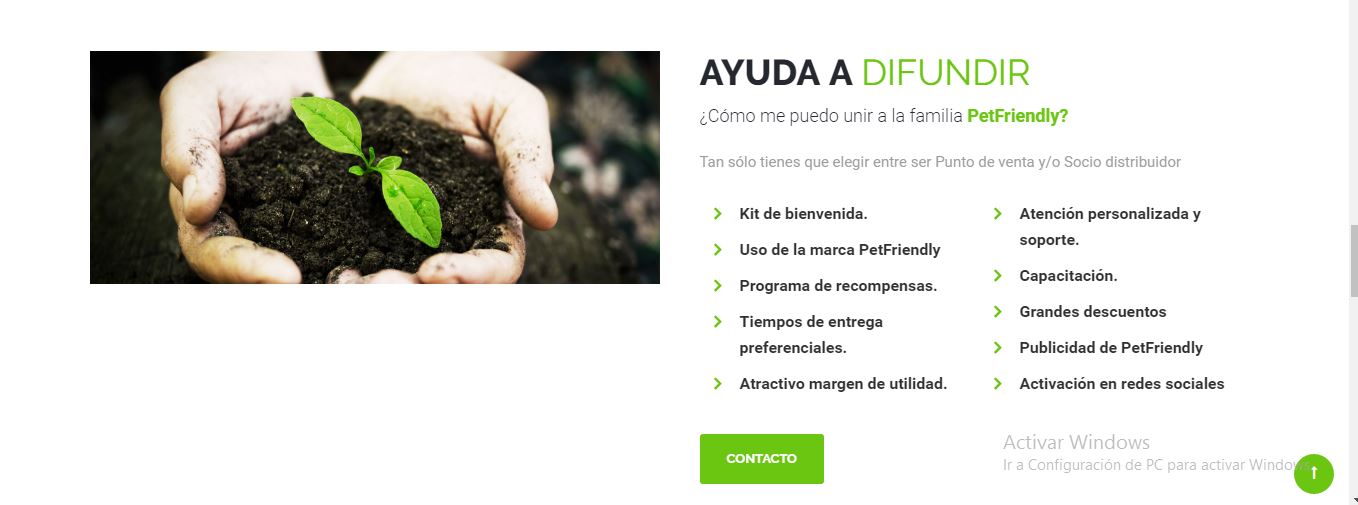 AYUDA A DIFUNDIR
¿Cómo me puedo unir a la familia PetFriendly?
Tan sólo tienes que elegir entre ser Punto de venta y/o Socio distribuidor
Kit de bienvenida.
Uso de la marca PetFriendly
Programa de recompensas.
Tiempos de entrega
preferenciales.
Atractivo margen de utilidad.
Atención personalizada y
soporte.
Capacitación.
Grandes descuentos
Publicidad de PetFriendly
Activación en redes sociales
CONTACTO
Activar Windows
Ir a Configuración de PC para activar Windows.